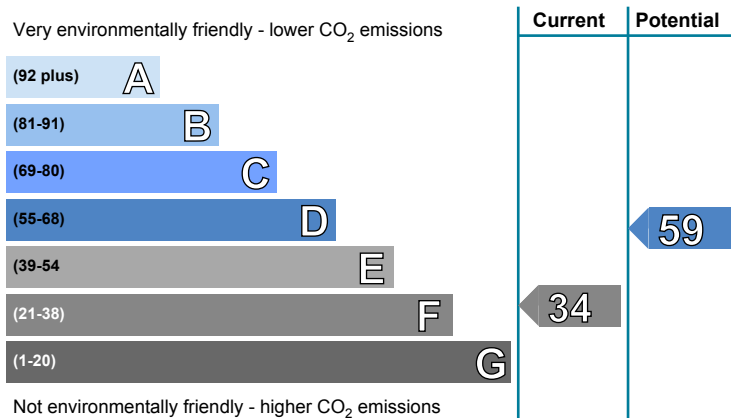 Very environmentally friendly - lower CO2 emissions
Current
Potential
(92 plus) A
(81-91) B
(69-80) C
(55-68) D
59
(39-54 E
(21-38) F
34
(1-20) G
Not environmentally friendly - higher CO2 emissions